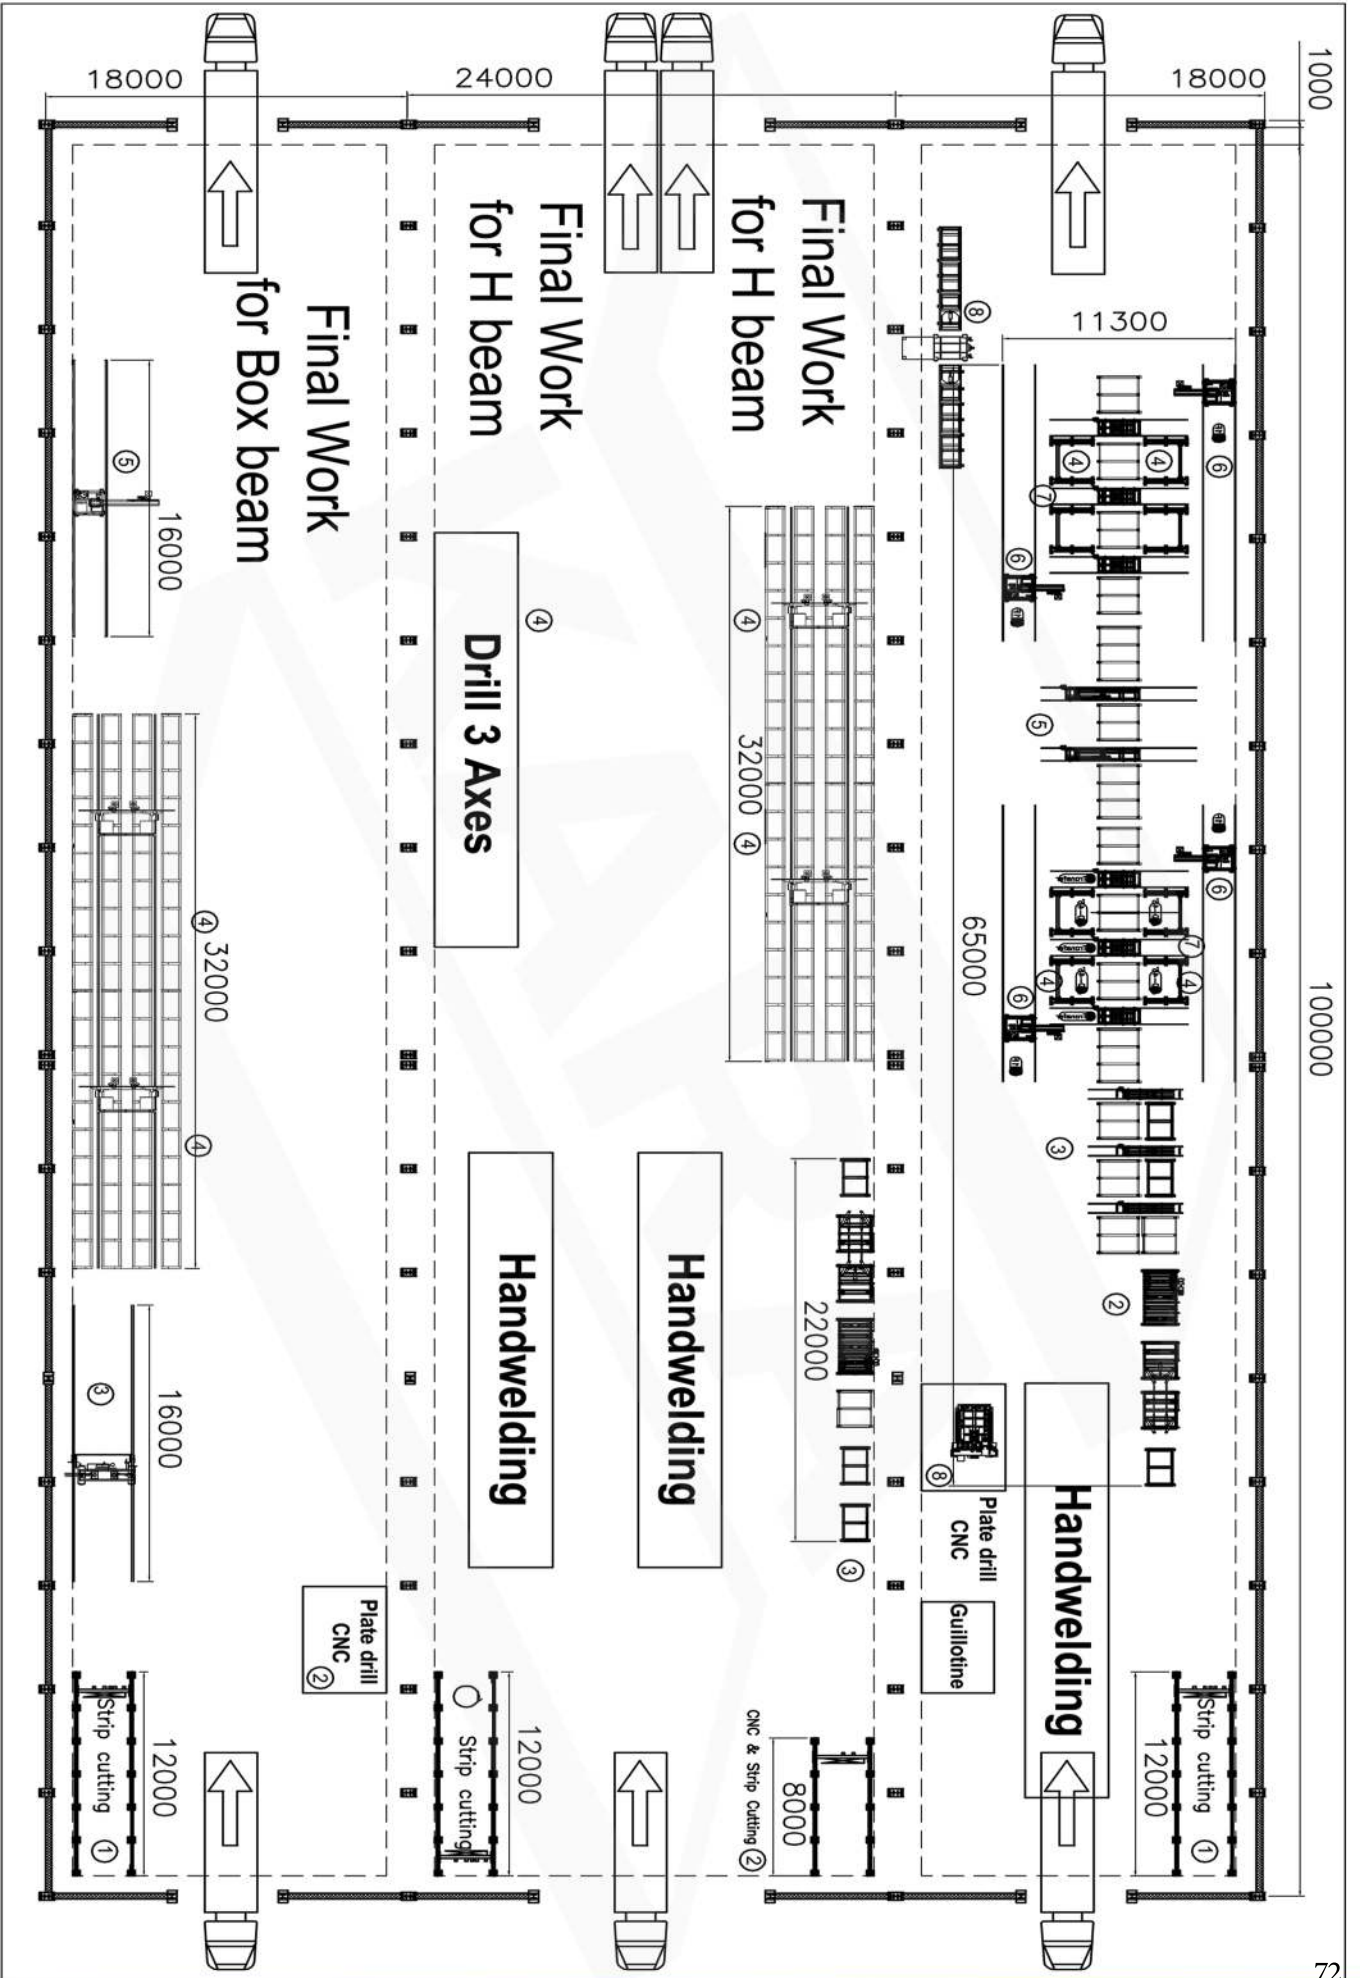 18000
24000
18000
1000
Final Work
for H beam
Final Work
for H beam
Final Work
for Box beam
8
11300
6
4
4
7
6
5
6
7
4
4
6
3
2
65000
100000
5
16000
4
Drill 3 Axes
4
32000
4
4
32000
4
Handwelding
Handwelding
22000
3
3
16000
8
Plate drill
CNC
Guillotine
Handwelding
Plate drill
CNC
2
Strip cutting 1
12000
Strip cutting
12000
CNC & Strip Cutting 2
8000
Strip cutting 1
12000
72